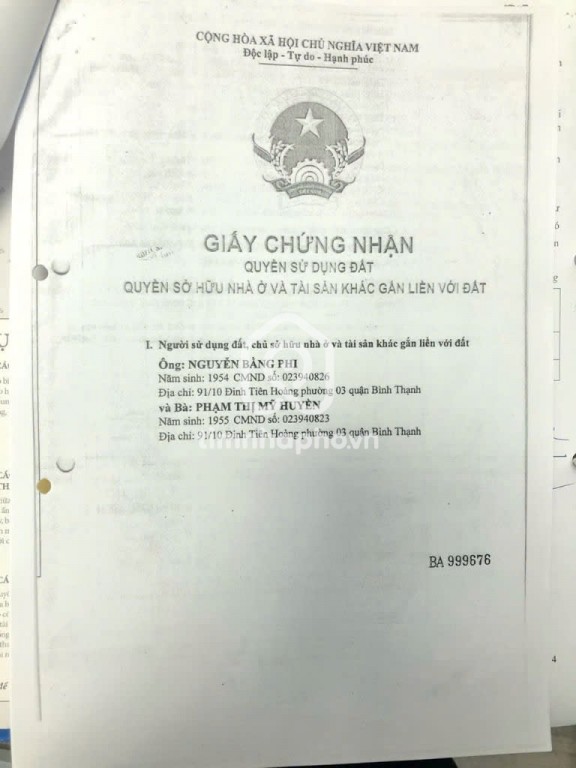 CỘNG HÒA XÃ HỘI CHỦ NGHĨA VIỆT NAM
Độc lập - Tự do - Hạnh phúc
GIẤY CHỨNG NHẬN
QUYỀN SỬ DỤNG ĐẤT
QUYỀN SỞ HỮU NHÀ Ở VÀ TÀI SẢN KHÁC GẮN LIỀN VỚI ĐẤT
I. Người sử dụng đất, chủ sở hữu nhà ở và tài sản khác gắn liền với đất
Ông: NGUYỄN BẰNG PHI
Năm sinh: 1954 CMND số: 023940826
Địa chỉ: 91/10 Đinh Tiên Hoàng phường 03 quận Bình Thạnh
và Bà: PHẠM THỊ MỸ HUYỀN
Năm sinh: 1955 CMND số: 023940823
Địa chỉ: 91/10 Đinh Tiên Hoàng phường 03 quận Bình Thạnh
timnhapho.vn
BA 999676